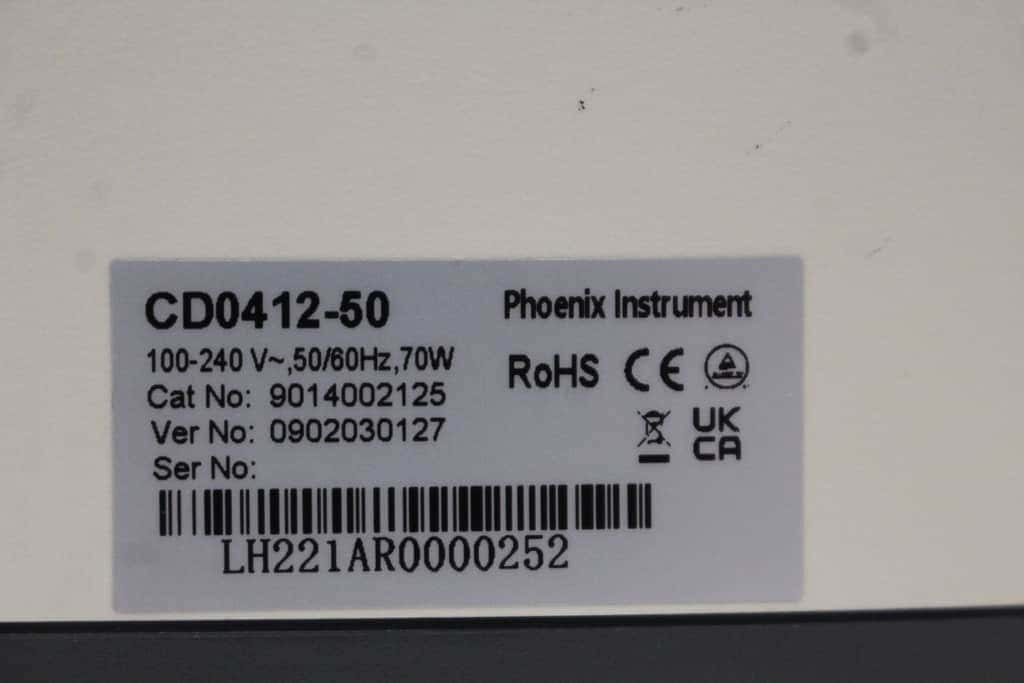 CD0412-50
Phoenix Instrument
100-240 V~,50/60Hz,70W
RoHS CE
Cat No: 9014002125
UK
CA
Ver No: 0902030127
Ser No:
LH221AR0000252